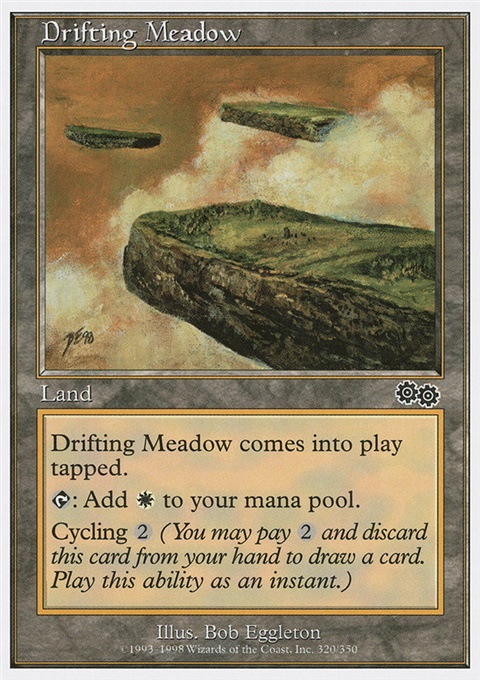 Drifting Meadow
BE98
Land
Drifting Meadow comes into play
tapped.
: Add to your mana pool.
Cycling 2 (You may pay 2 and discard
this card from your hand to draw a card.
Play this ability as an instant.)
Illus. Bob Eggleton
©1993-1998 Wizards of the Coast, Inc. 320/350